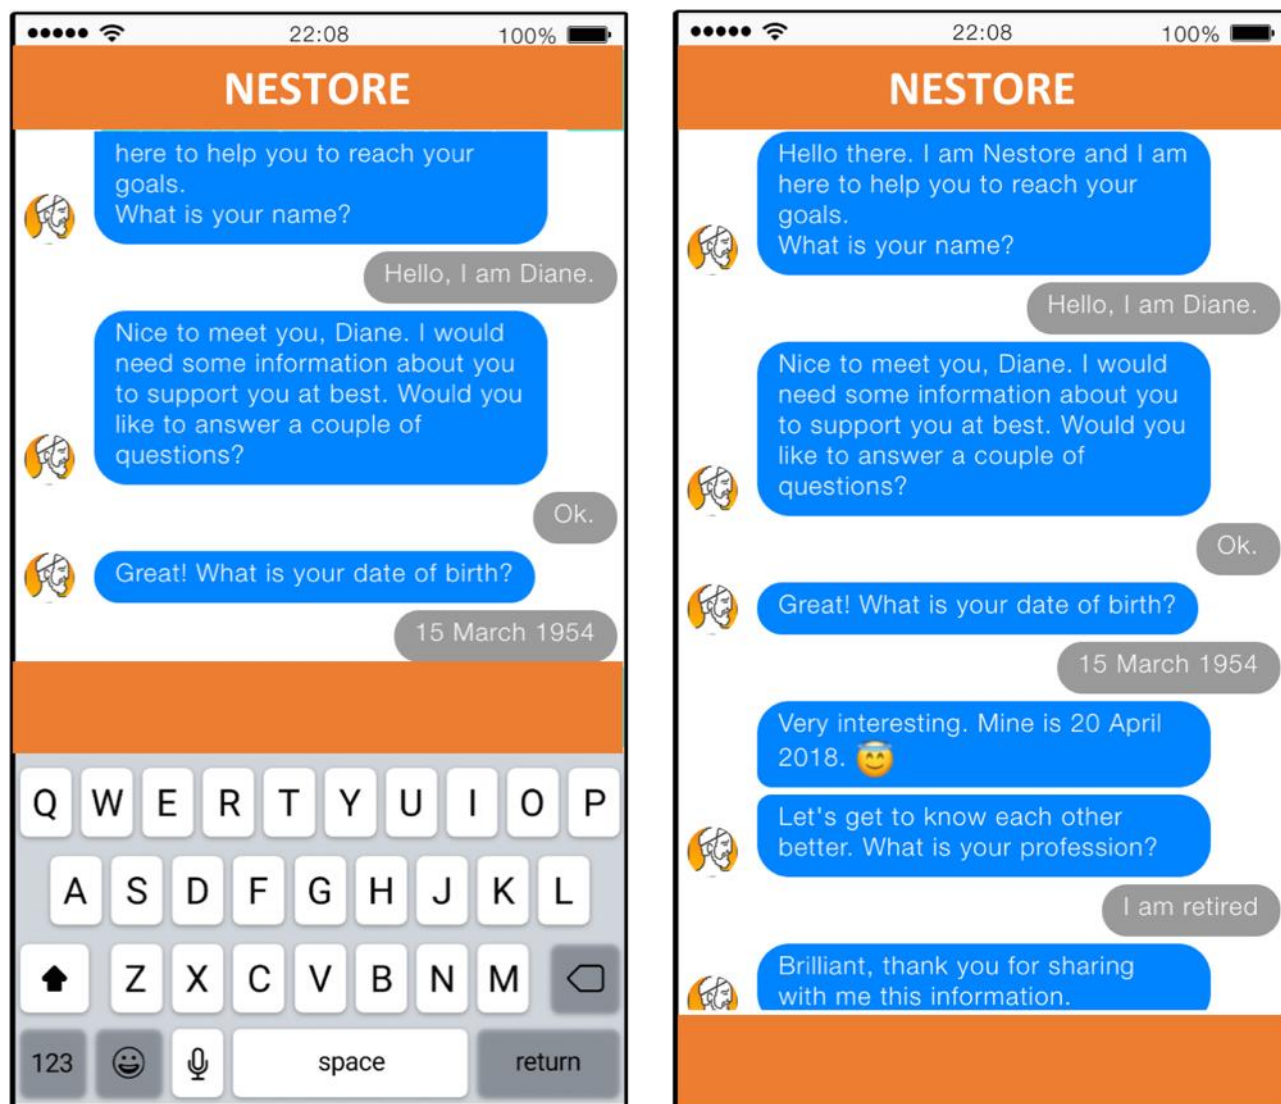 22:08
100%
NESTORE
here to help you to reach your
goals.
What is your name?
Hello, I am Diane.
Nice to meet you, Diane. I would
need some information about you
to support you at best. Would you
like to answer a couple of
questions?
Ok.
Great! What is your date of birth?
15 March 1954
Q W E R T Y U I O P
A S D F G H J K L
Z X C V B N M
123
space
return
22:08
100%
NESTORE
Hello there. I am Nestore and I am
here to help you to reach your
goals.
What is your name?
Hello, I am Diane.
Nice to meet you, Diane. I would
need some information about you
to support you at best. Would you
like to answer a couple of
questions?
Ok.
Great! What is your date of birth?
15 March 1954
Very interesting. Mine is 20 April
2018. 😇
Let's get to know each other
better. What is your profession?
I am retired
Brilliant, thank you for sharing
with me this information.